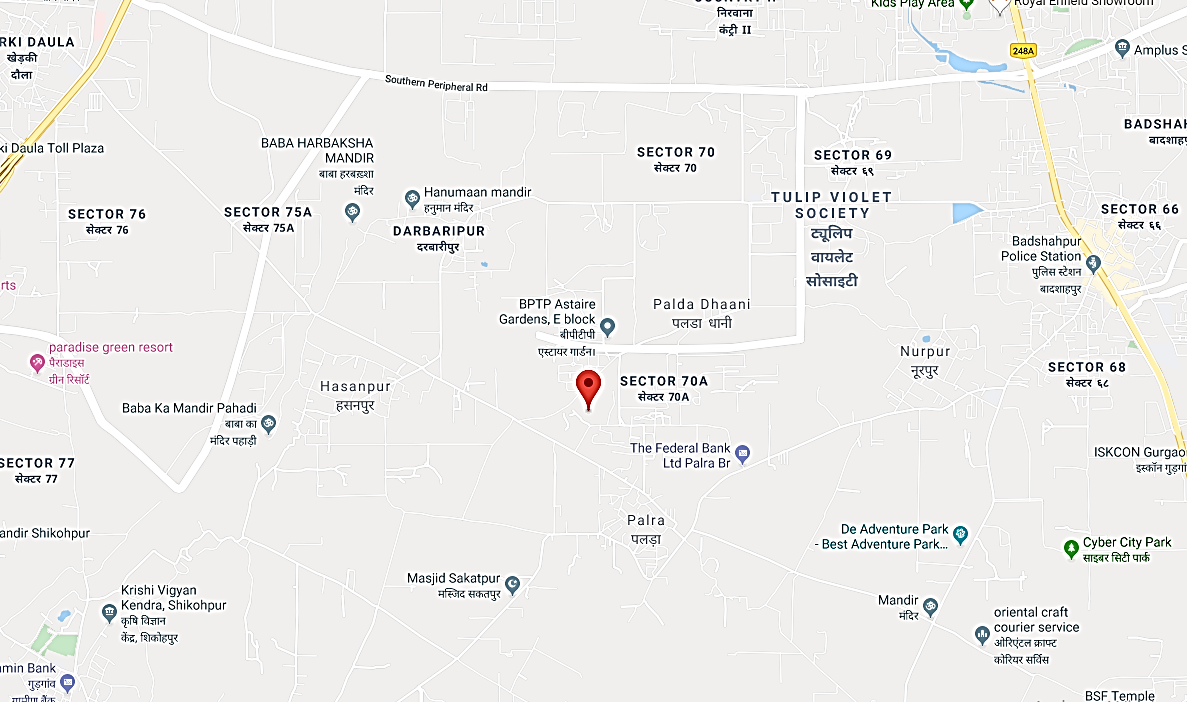 COUNTRY II
निरवाना
कंट्री II
Kids Play Area
Royal Enfield Showroom
248A
Amplus S
RKI DAULA
खेड़की
दौला
Southern Peripheral Rd
ki Daula Toll Plaza
BABA HARBAKSHA
MANDIR
बाबा हरबख़्शा
मंदिर
Hanumaan mandir
हनुमान मंदिर
SECTOR 70
सेक्टर 70
SECTOR 69
सेक्टर ६९
BADSHAH
बादशाहपु
SECTOR 76
सेक्टर 76
SECTOR 75A
सेक्टर 75A
DARBARIPUR
दरबारीपुर
TULIP VIOLET
SOCIETY
ट्यूलिप
वायलेट
सोसाइटी
SECTOR 66
सेक्टर ६६
Badshahpur
Police Station
पुलिस स्टेशन
बादशाहपुर
rts
BPTP Astaire
Gardens, E block
बीपीटीपी
एस्टायर गार्डन।
Palda Dhaani
पलडा धानी
paradise green resort
पैराडाइस
ग्रीन रिसॉर्ट
Nurpur
नूरपुर
Hasanpur
हसनपुर
SECTOR 70A
सेक्टर 70A
SECTOR 68
सेक्टर ६८
Baba Ka Mandir Pahadi
बाबा का
मंदिर पहाड़ी
The Federal Bank
Ltd Palra Br
ISKCON Gurgao
इस्कॉन गुड़गां
SECTOR 77
सेक्टर 77
andir Shikohpur
Palra
पलड़ा
De Adventure Park
- Best Adventure Park...
Cyber City Park
साइबर सिटी पार्क
Masjid Sakatpur
मस्जिद सकतपुर
Krishi Vigyan
Kendra, Shikohpur
कृषि विज्ञान
केंद्र, शिकोहपुर
Mandir
मंदिर
oriental craft
courier service
ओरिएंटल क्राफ्ट
कोरियर सर्विस
min Bank
गुड़गांव
ग्रामीण बैंक
BSF Temple